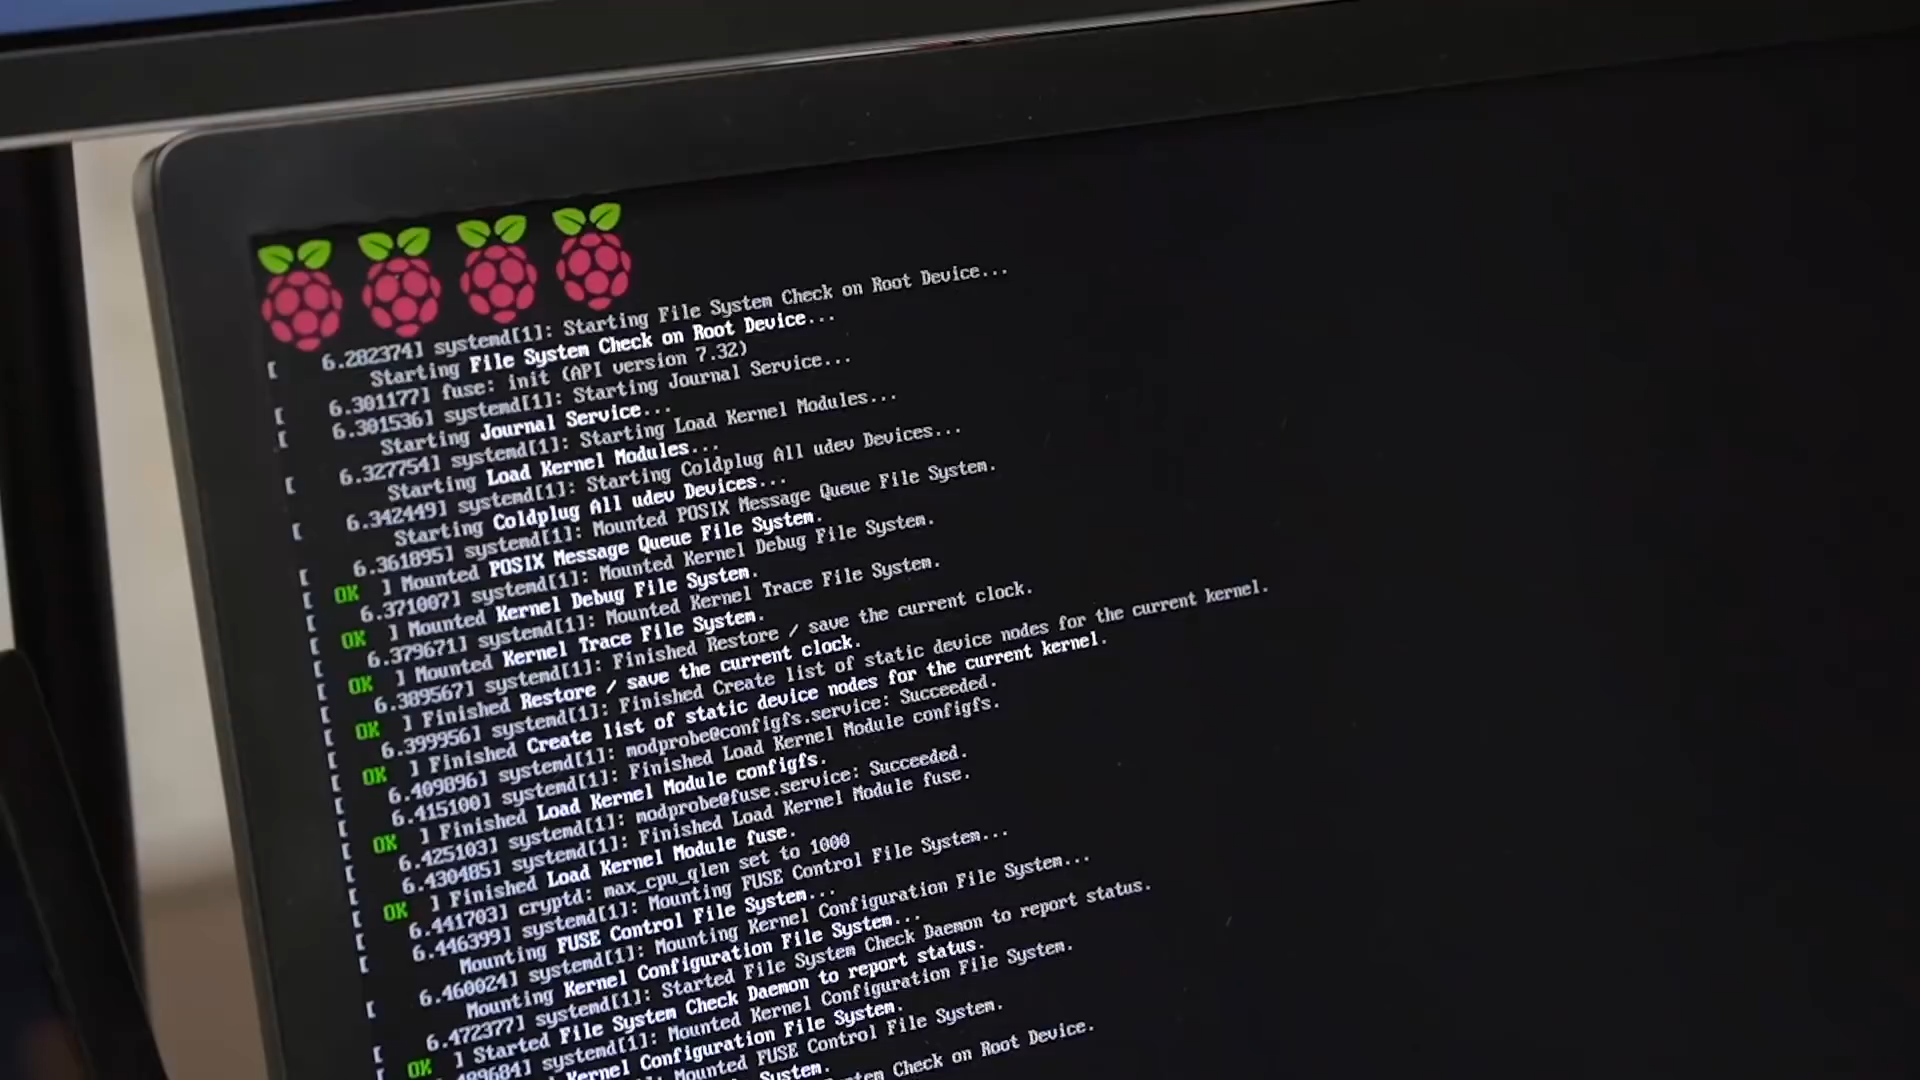 [    6.282374] systemd[1]: Starting File System Check on Root Device...
Starting File System Check on Root Device...
[    6.301177] fuse: init (API version 7.32)
[    6.301536] systemd[1]: Starting Journal Service...
Starting Journal Service...
[    6.327754] systemd[1]: Starting Load Kernel Modules...
Starting Load Kernel Modules...
[    6.342449] systemd[1]: Starting Coldplug All udev Devices...
Starting Coldplug All udev Devices...
[    6.361895] systemd[1]: Mounted POSIX Message Queue File System.
[  OK  ] Mounted POSIX Message Queue File System.
[    6.371007] systemd[1]: Mounted Kernel Debug File System.
[  OK  ] Mounted Kernel Debug File System.
[    6.379671] systemd[1]: Mounted Kernel Trace File System.
[  OK  ] Mounted Kernel Trace File System.
[    6.389567] systemd[1]: Finished Restore / save the current clock.
[  OK  ] Finished Restore / save the current clock.
[    6.399956] systemd[1]: Finished Create list of static device nodes for the current kernel.
[  OK  ] Finished Create list of static device nodes for the current kernel.
[    6.409896] systemd[1]: modprobe@configfs.service: Succeeded.
[    6.415100] systemd[1]: Finished Load Kernel Module configfs.
[  OK  ] Finished Load Kernel Module configfs.
[    6.425103] systemd[1]: modprobe@fuse.service: Succeeded.
[    6.430485] systemd[1]: Finished Load Kernel Module fuse.
[  OK  ] Finished Load Kernel Module fuse.
[    6.441703] cryptd: max_cpu_qlen set to 1000
[    6.446399] systemd[1]: Mounting FUSE Control File System...
Mounting FUSE Control File System...
[    6.460024] systemd[1]: Mounting Kernel Configuration File System...
Mounting Kernel Configuration File System...
[    6.472377] systemd[1]: Started File System Check Daemon to report status.
[  OK  ] Started File System Check Daemon to report status.
systemd[1]: Mounted Kernel Configuration File System.
Kernel Configuration File System.
Mounted FUSE Control File System.
System.
Check on Root Device.